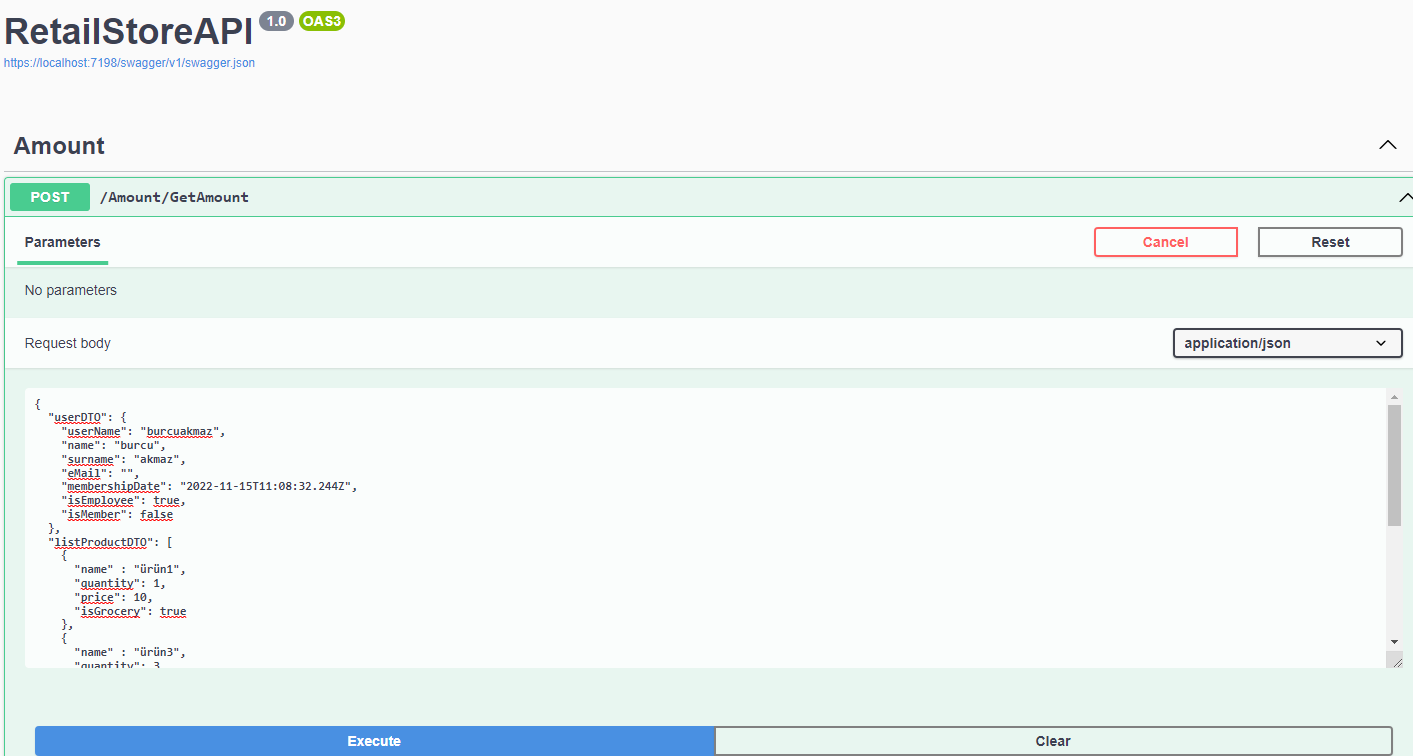 RetailStoreAPI 1.0 OAS3
https://localhost:7198/swagger/v1/swagger.json
Amount
POST /Amount/GetAmount
Parameters Cancel Reset
No parameters
Request body application/json
{
"userDTO": {
"userName": "burcuakmaz",
"name": "burcu",
"surname": "akmaz",
"eMail": "",
"membershipDate": "2022-11-15T11:08:32.244Z",
"isEmployee": true,
"isMember": false
},
"listProductDTO": [
{
"name" : "ürün1",
"quantity": 1,
"price": 10,
"isGrocery": true
},
{
"name" : "ürün3",
"quantity": 3
Execute Clear